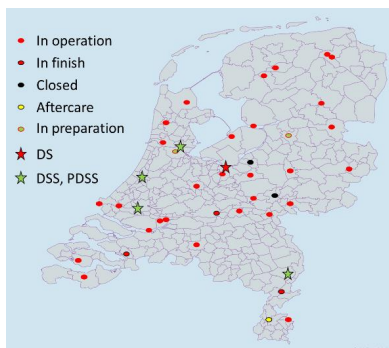 In operation
In finish
Closed
Aftercare
In preparation
DS
DSS, PDSS